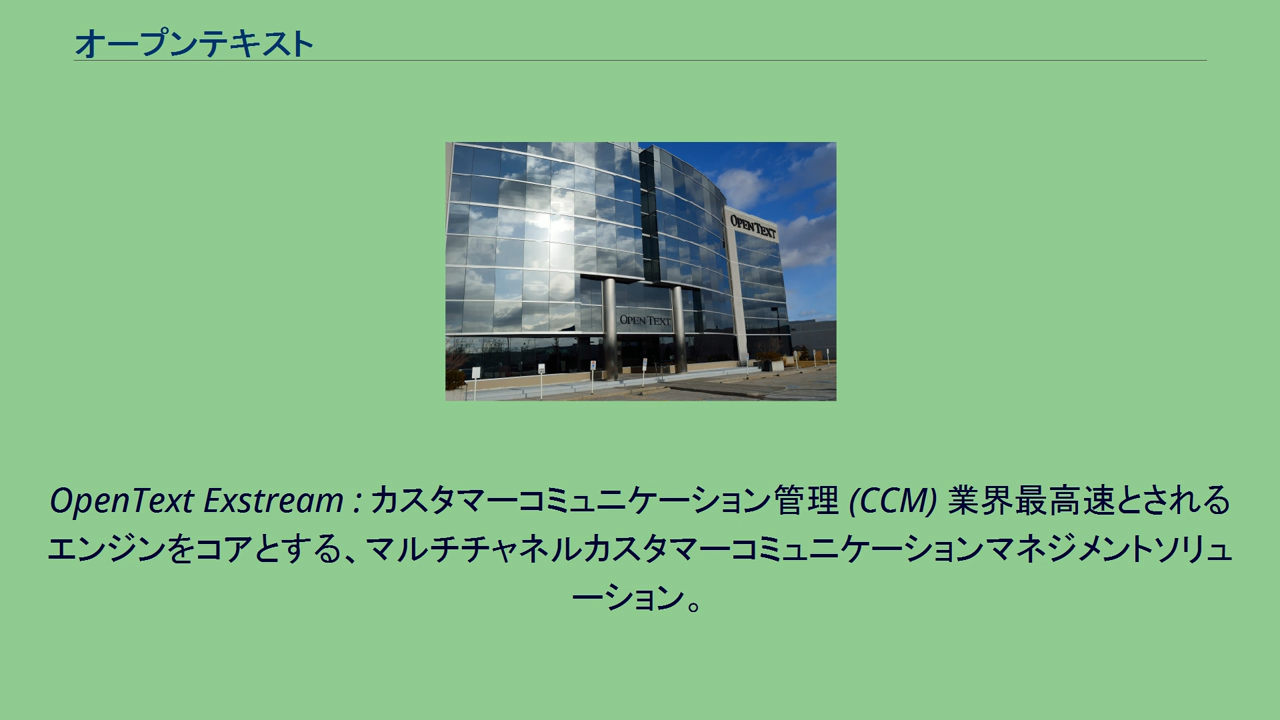 オープンテキスト
OPEN TEXT
OPEN TEXT
OpenText Exstream : カスタマーコミュニケーション管理 (CCM) 業界最高速とされる
エンジンをコアとする、マルチチャネルカスタマーコミュニケーションマネジメントソリュ
ーション。